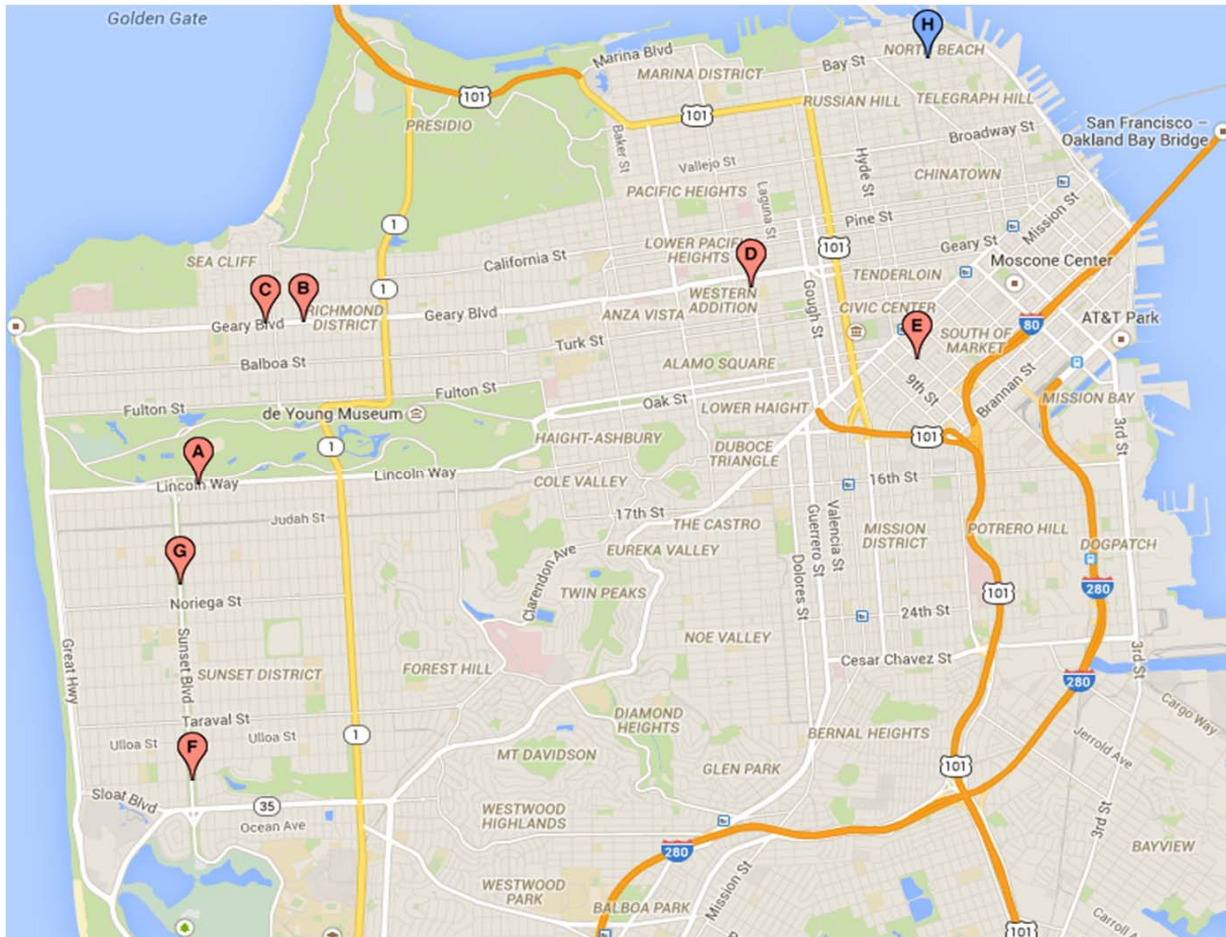 Golden Gate
H
NORTH BEACH
Marina Blvd
Bay St
MARINA DISTRICT
101
RUSSIAN HILL
TELEGRAPH HILL
101
PRESIDIO
Baker St
Broadway St
San Francisco –
Oakland Bay Bridge
Vallejo St
Hyde St
CHINATOWN
PACIFIC HEIGHTS
Laguna St
Mission St
Pine St
1
LOWER PACIFIC
HEIGHTS
101
Geary St
SEA CLIFF
California St
D
TENDERLOIN
Moscone Center
1
C
B
WESTERN
ADDITION
Gough St
CIVIC CENTER
RICHMOND
DISTRICT
Geary Blvd
Geary Blvd
ANZA VISTA
E
80
AT&T Park
SOUTH OF
MARKET
Turk St
Balboa St
ALAMO SQUARE
9th St
Brannan St
Fulton St
MISSION BAY
Fulton St
de Young Museum
Oak St
LOWER HAIGHT
3rd St
101
HAIGHT-ASHBURY
1
DUBOCE
TRIANGLE
A
Lincoln Way
Lincoln Way
COLE VALLEY
16th St
Judah St
17th St
THE CASTRO
Guerrero St
Valencia St
MISSION
DISTRICT
POTRERO HILL
G
EUREKA VALLEY
DOGPATCH
Clarendon Ave
Dolores St
TWIN PEAKS
280
101
Noriega St
24th St
Great Hwy
Sunset Blvd
NOE VALLEY
SUNSET DISTRICT
FOREST HILL
Cesar Chavez St
3rd St
280
Taraval St
DIAMOND
HEIGHTS
Cargo Way
Ulloa St
Ulloa St
1
BERNAL HEIGHTS
F
MT DAVIDSON
Jerrold Ave
GLEN PARK
101
Sloat Blvd
35
WESTWOOD
HIGHLANDS
Ocean Ave
3rd St
280
BAYVIEW
WESTWOOD
PARK
Mission St
BALBOA PARK
Carroll A
101